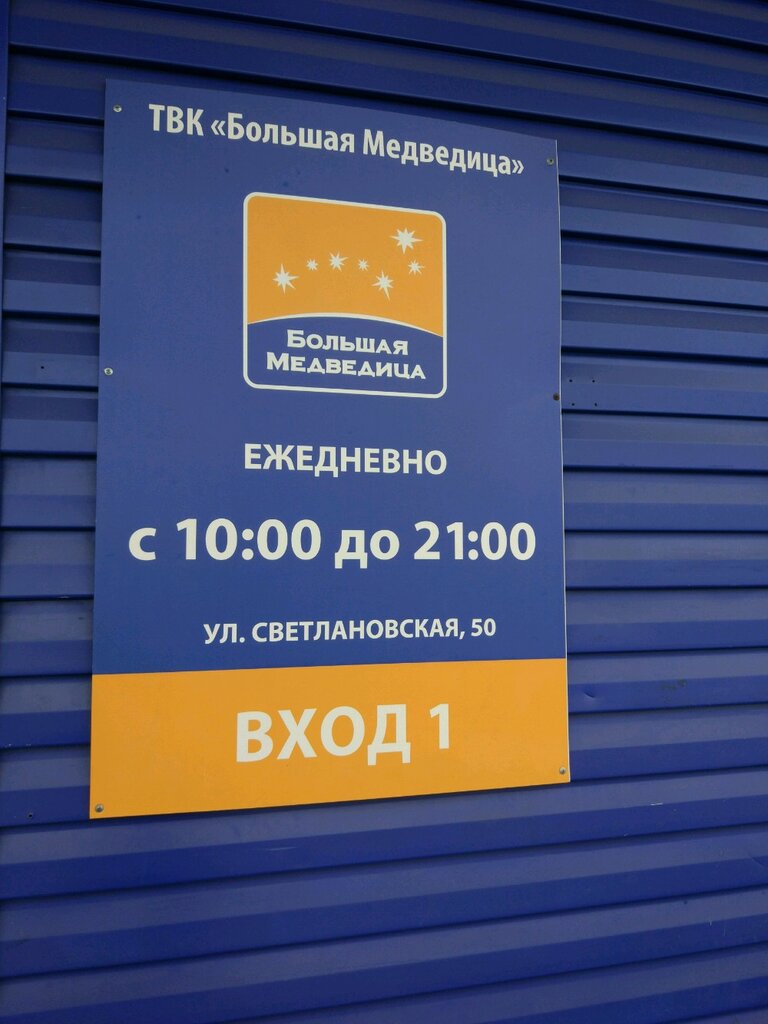 ТВК «Большая Медведица»
Большая
Медведица
ЕЖЕДНЕВНО
с 10:00 до 21:00
УЛ. СВЕТЛАНОВСКАЯ, 50
ВХОД 1